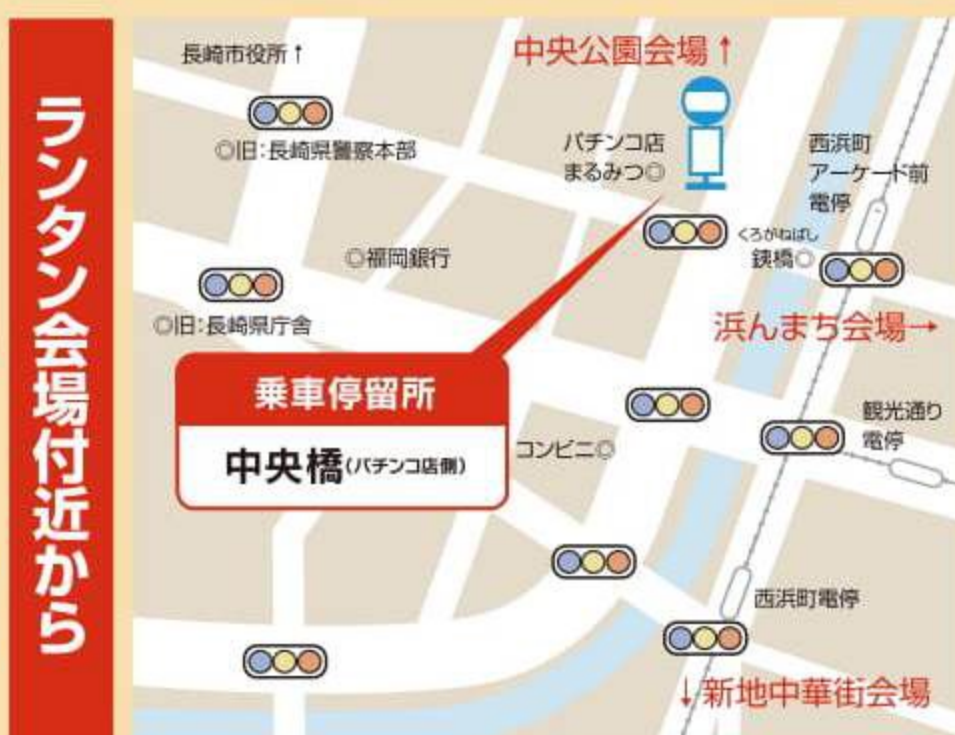 ランタン会場付近から
長崎市役所↑
中央公園会場↑
◎旧:長崎県警察本部
パチンコ店
まるみつ◎
西浜町
アーケード前
電停
くろがねばし
銕橋◎
◎福岡銀行
◎旧:長崎県庁舎
浜んまち会場→
乗車停留所
中央橋(パチンコ店側)
コンビニ◎
観光通り
電停
西浜町電停
↓新地中華街会場